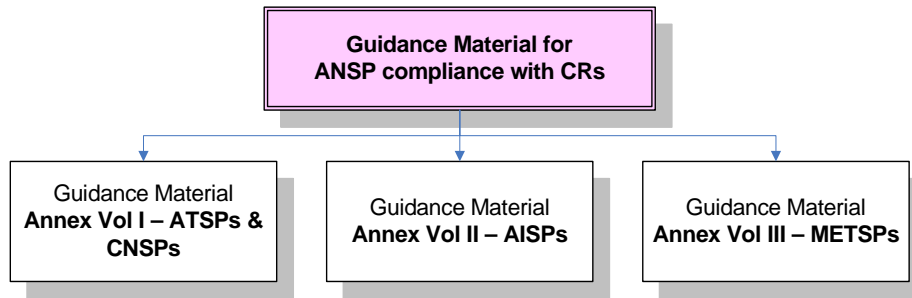 Guidance Material for
ANSP compliance with CRs
Guidance Material
Annex Vol I – ATSPs &
CNSPs
Guidance Material
Annex Vol II – AISPs
Guidance Material
Annex Vol III – METSPs